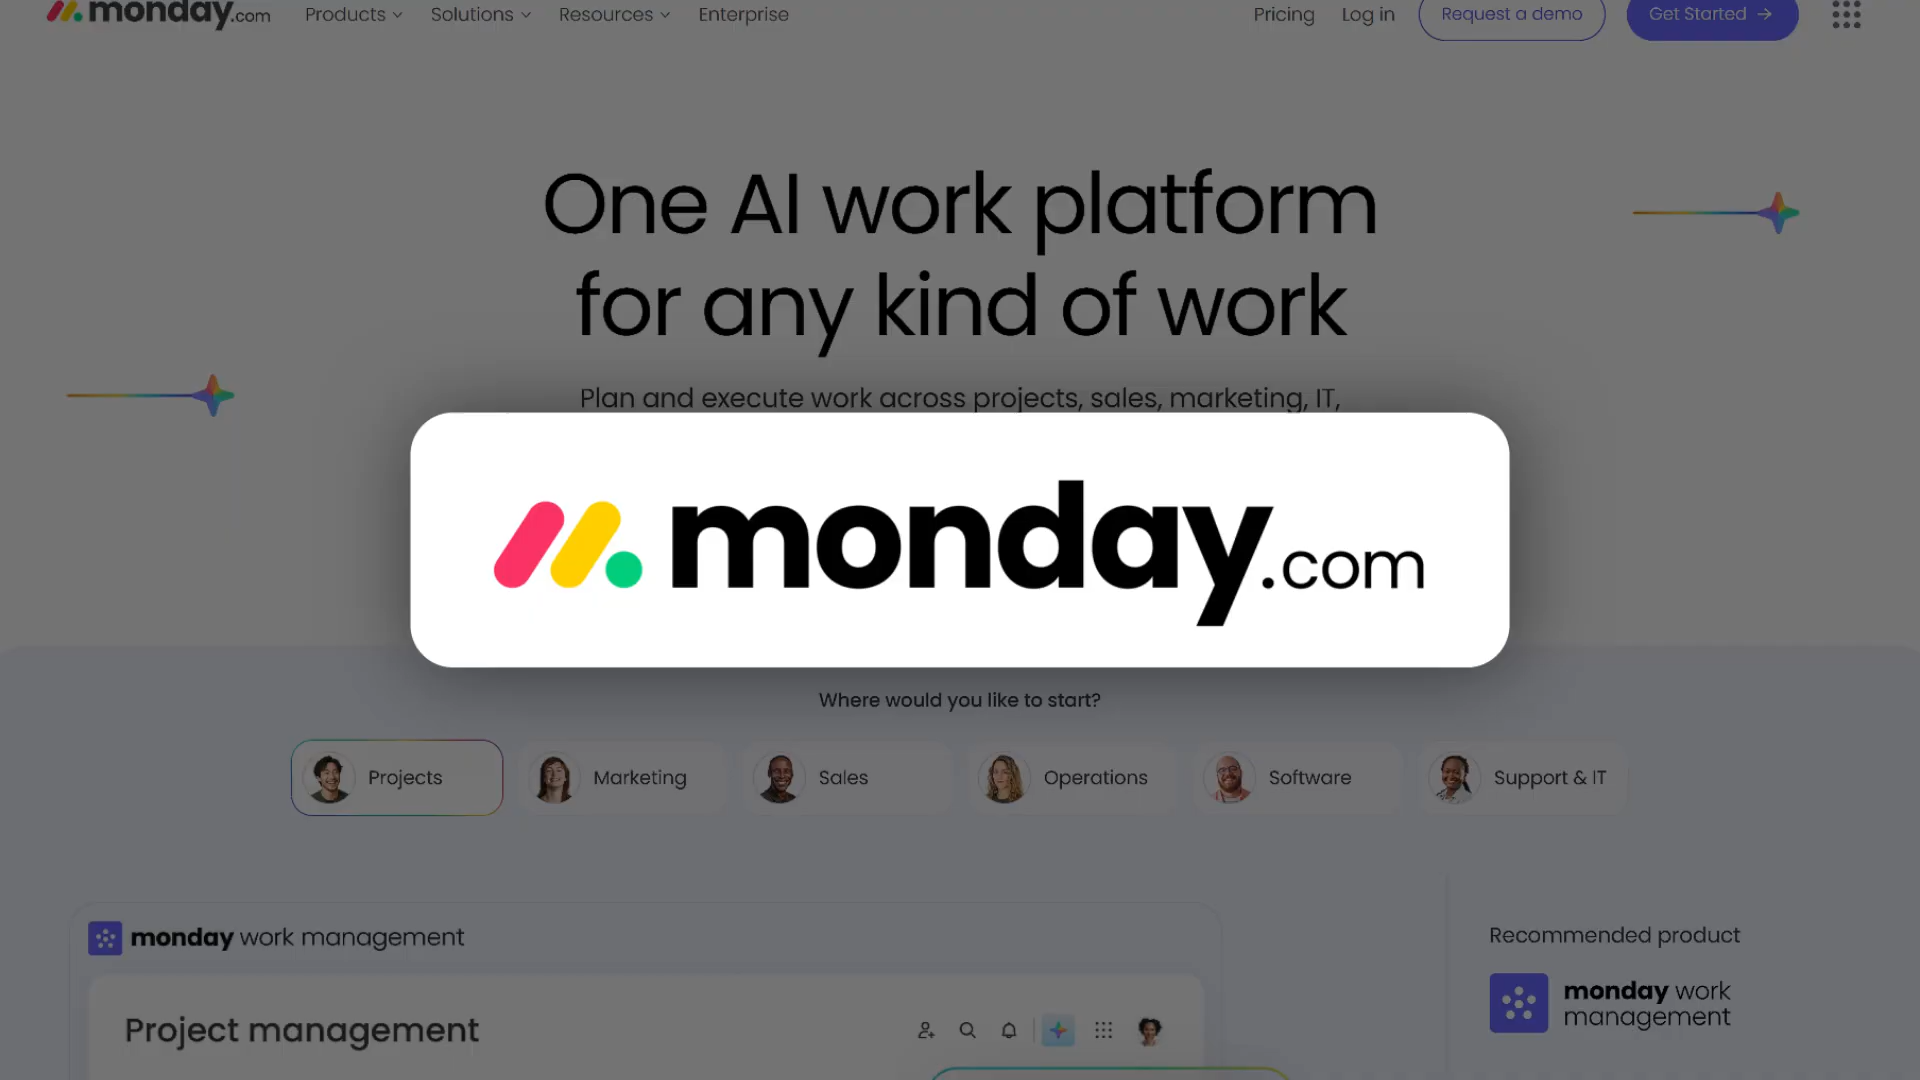 monday.com
Products
Solutions
Resources
Enterprise
Pricing
Log in
Request a demo
Get Started
One AI work platform
for any kind of work
Plan and execute work across projects, sales, marketing, IT,
monday.com
Where would you like to start?
Projects
Marketing
Sales
Operations
Software
Support & IT
monday work management
Project management
Recommended product
monday work
management